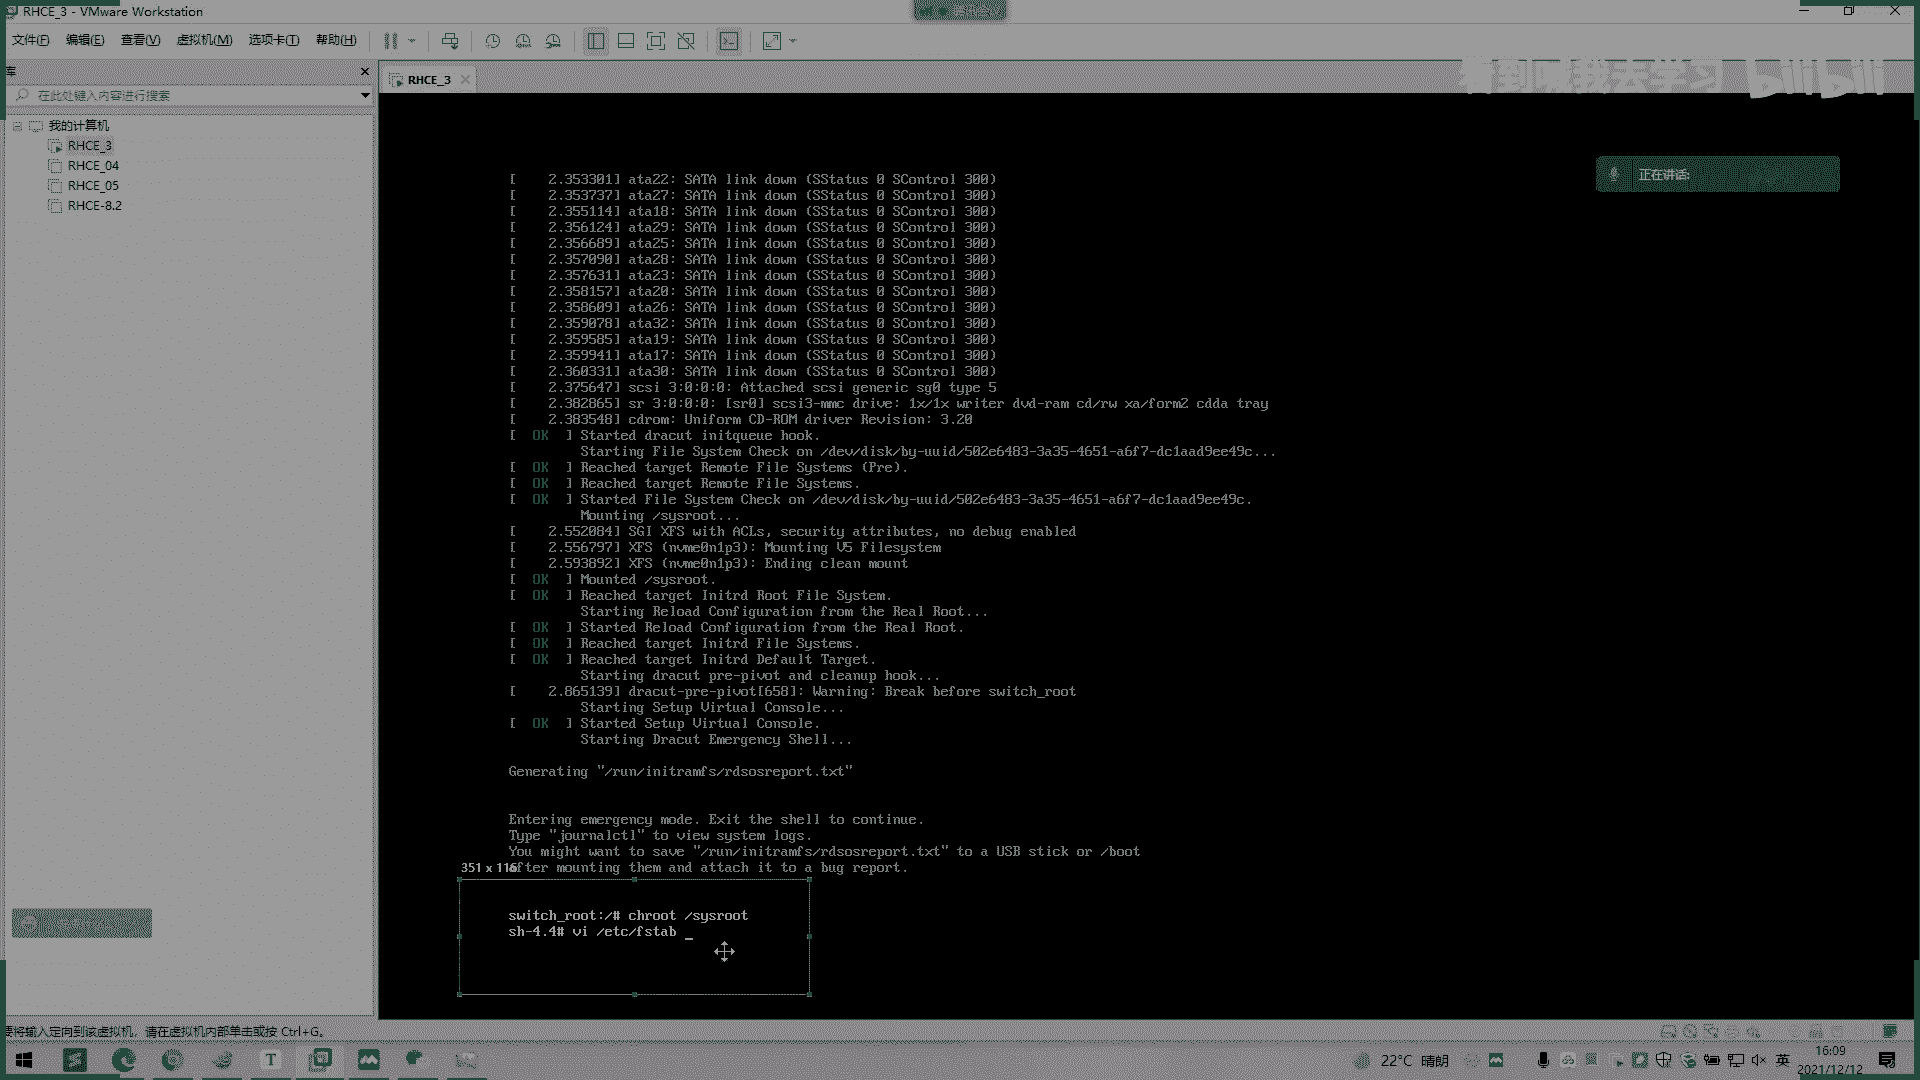 RHCE_3 - VMware Workstation
文件(F) 编辑(E) 查看(V) 虚拟机(M) 选项卡(T) 帮助(H)
库
RHCE_3
看到喊我去学习 bilibili
在此处键入内容进行搜索
我的计算机
RHCE_3
RHCE_04
RHCE_05
RHCE-8.2
正在讲话:
[    2.353301] ata22: SATA link down (SStatus 0 SControl 300)
[    2.353737] ata27: SATA link down (SStatus 0 SControl 300)
[    2.355114] ata18: SATA link down (SStatus 0 SControl 300)
[    2.356124] ata29: SATA link down (SStatus 0 SControl 300)
[    2.356689] ata25: SATA link down (SStatus 0 SControl 300)
[    2.357090] ata28: SATA link down (SStatus 0 SControl 300)
[    2.357631] ata23: SATA link down (SStatus 0 SControl 300)
[    2.358157] ata20: SATA link down (SStatus 0 SControl 300)
[    2.358609] ata26: SATA link down (SStatus 0 SControl 300)
[    2.359078] ata32: SATA link down (SStatus 0 SControl 300)
[    2.359585] ata19: SATA link down (SStatus 0 SControl 300)
[    2.359941] ata17: SATA link down (SStatus 0 SControl 300)
[    2.360331] ata30: SATA link down (SStatus 0 SControl 300)
[    2.375647] scsi 3:0:0:0: Attached scsi generic sg0 type 5
[    2.382865] sr 3:0:0:0: [sr0] scsi3-mmc drive: 1x/1x writer dvd-ram cd/rw xa/form2 cdda tray
[    2.383548] cdrom: Uniform CD-ROM driver Revision: 3.20
[  OK  ] Started dracut initqueue hook.
Starting File System Check on /dev/disk/by-uuid/502e6483-3a35-4651-a6f7-dc1aad9ee49c...
[  OK  ] Reached target Remote File Systems (Pre).
[  OK  ] Reached target Remote File Systems.
[  OK  ] Started File System Check on /dev/disk/by-uuid/502e6483-3a35-4651-a6f7-dc1aad9ee49c.
Mounting /sysroot...
[    2.552084] SGI XFS with ACLs, security attributes, no debug enabled
[    2.556797] XFS (nvme0n1p3): Mounting V5 Filesystem
[    2.593892] XFS (nvme0n1p3): Ending clean mount
[  OK  ] Mounted /sysroot.
[  OK  ] Reached target Initrd Root File System.
Starting Reload Configuration from the Real Root...
[  OK  ] Started Reload Configuration from the Real Root.
[  OK  ] Reached target Initrd File Systems.
[  OK  ] Reached target Initrd Default Target.
Starting dracut pre-pivot and cleanup hook...
[    2.865139] dracut-pre-pivot[658]: Warning: Break before switch_root
Starting Setup Virtual Console...
[  OK  ] Started Setup Virtual Console.
Starting Dracut Emergency Shell...
Generating "/run/initramfs/rdsosreport.txt"
Entering emergency mode. Exit the shell to continue.
Type "journalctl" to view system logs.
You might want to save "/run/initramfs/rdsosreport.txt" to a USB stick or /boot
after mounting them and attach it to a bug report.
351 x 116
switch_root:/# chroot /sysroot
sh-4.4# vi /etc/fstab _
要将输入定向到该虚拟机，请在虚拟机内部单击或按 Ctrl+G。
22°C 晴朗
英
16:09
2021/12/12